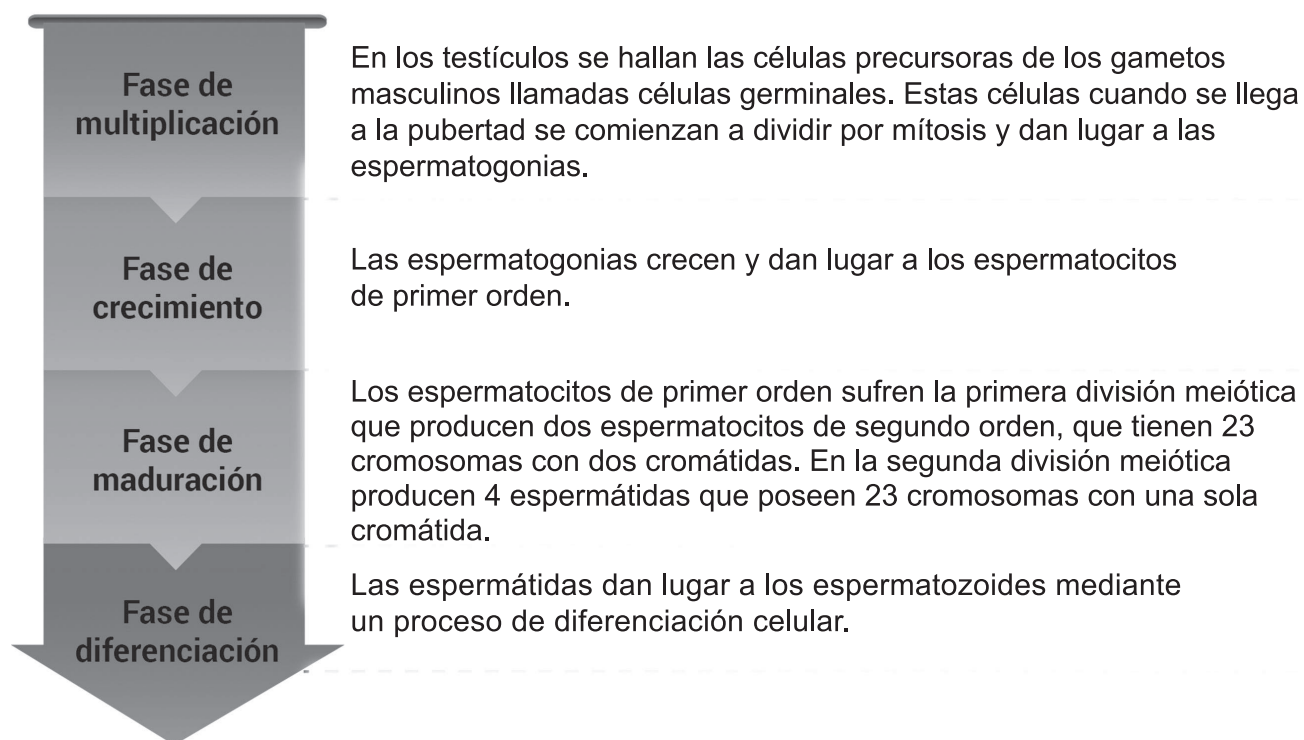 Fase de
multiplicación
En los testículos se hallan las células precursoras de los gametos
masculinos llamadas células germinales. Estas células cuando se llega
a la pubertad se comienzan a dividir por mítosis y dan lugar a las
espermatogonias.
Fase de
crecimiento
Las espermatogonias crecen y dan lugar a los espermatocitos
de primer orden.
Fase de
maduración
Los espermatocitos de primer orden sufren la primera división meiótica
que producen dos espermatocitos de segundo orden, que tienen 23
cromosomas con dos cromátidas. En la segunda división meiótica
producen 4 espermátidas que poseen 23 cromosomas con una sola
cromátida.
Fase de
diferenciación
Las espermátidas dan lugar a los espermatozoides mediante
un proceso de diferenciación celular.